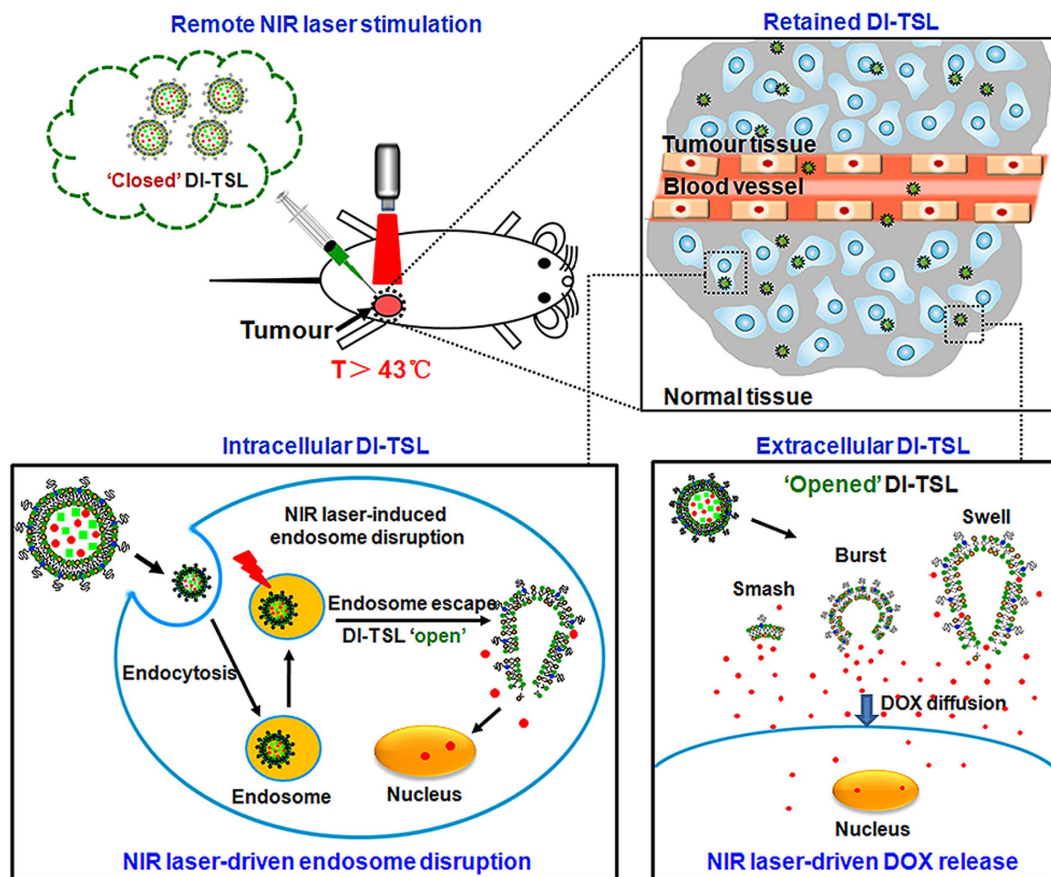 Remote NIR laser stimulation
Retained DI-TSL
'Closed' DI-TSL
Tumour
T＞ 43℃
Tumour tissue
Blood vessel
Normal tissue
Intracellular DI-TSL
NIR laser-induced
endosome disruption
Endosome escape
DI-TSL 'open'
Endocytosis
Endosome
Nucleus
NIR laser-driven endosome disruption
Extracellular DI-TSL
'Opened' DI-TSL
Swell
Burst
Smash
DOX diffusion
Nucleus
NIR laser-driven DOX release